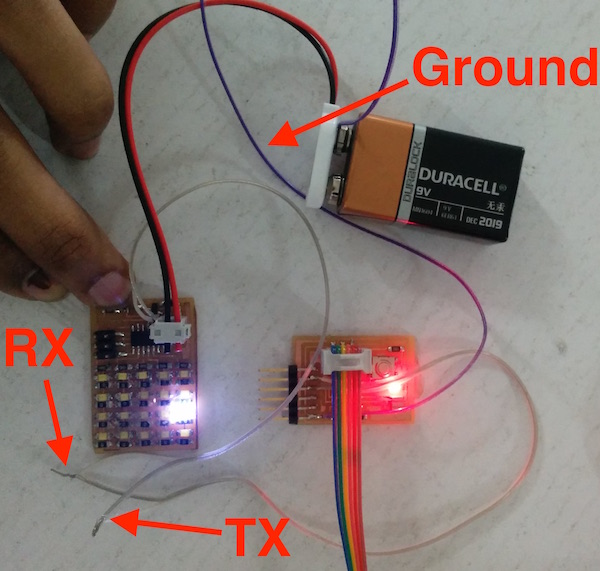 Ground
DURALOCK
DURACELL®
9V
无汞
DEC 2019
RX
TX